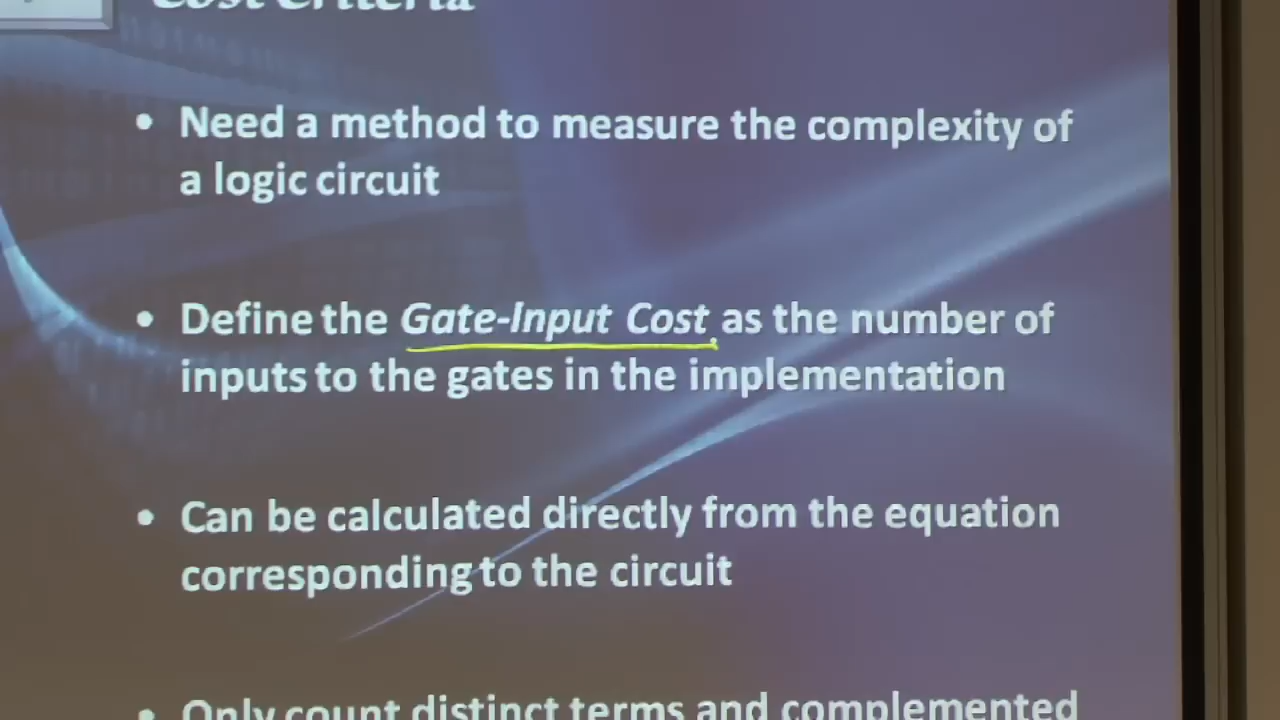 Cost Criteria
• Need a method to measure the complexity of
a logic circuit
• Define the Gate-Input Cost as the number of
inputs to the gates in the implementation
• Can be calculated directly from the equation
corresponding to the circuit
• Only count distinct terms and complemented